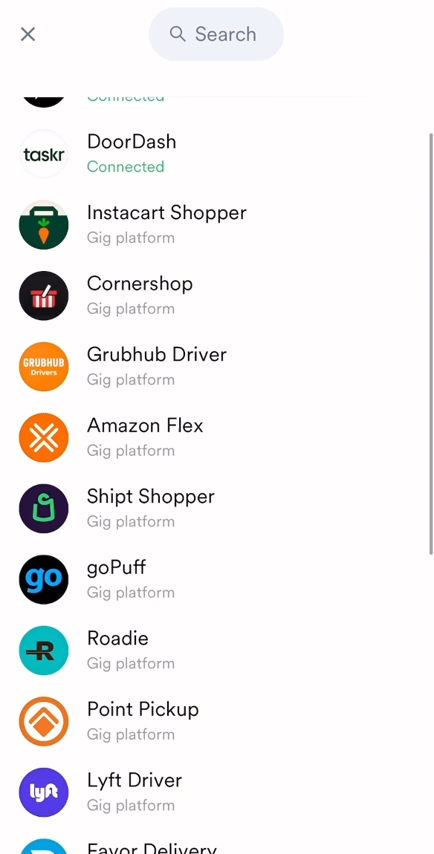 Search
Connected
taskr
DoorDash
Connected
Instacart Shopper
Gig platform
Cornershop
Gig platform
GRUBHUB
Drivers
Grubhub Driver
Gig platform
Amazon Flex
Gig platform
Shipt Shopper
Gig platform
go
goPuff
Gig platform
R
Roadie
Gig platform
Point Pickup
Gig platform
lyft
Lyft Driver
Gig platform
Favor Delivery